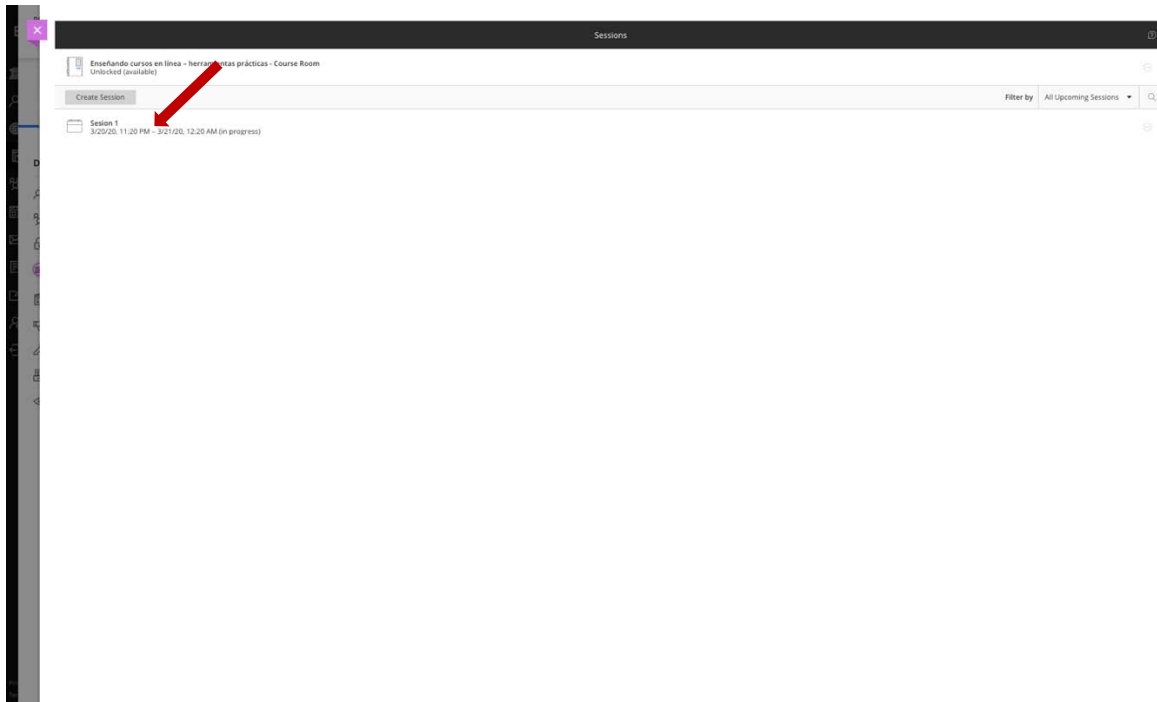 Sessions
Enseñando cursos en línea – herramientas prácticas - Course Room
Unlocked (available)
Create Session
Filter by All Upcoming Sessions
Sesion 1
3/20/20, 11:20 PM – 3/21/20, 12:20 AM (in progress)
D